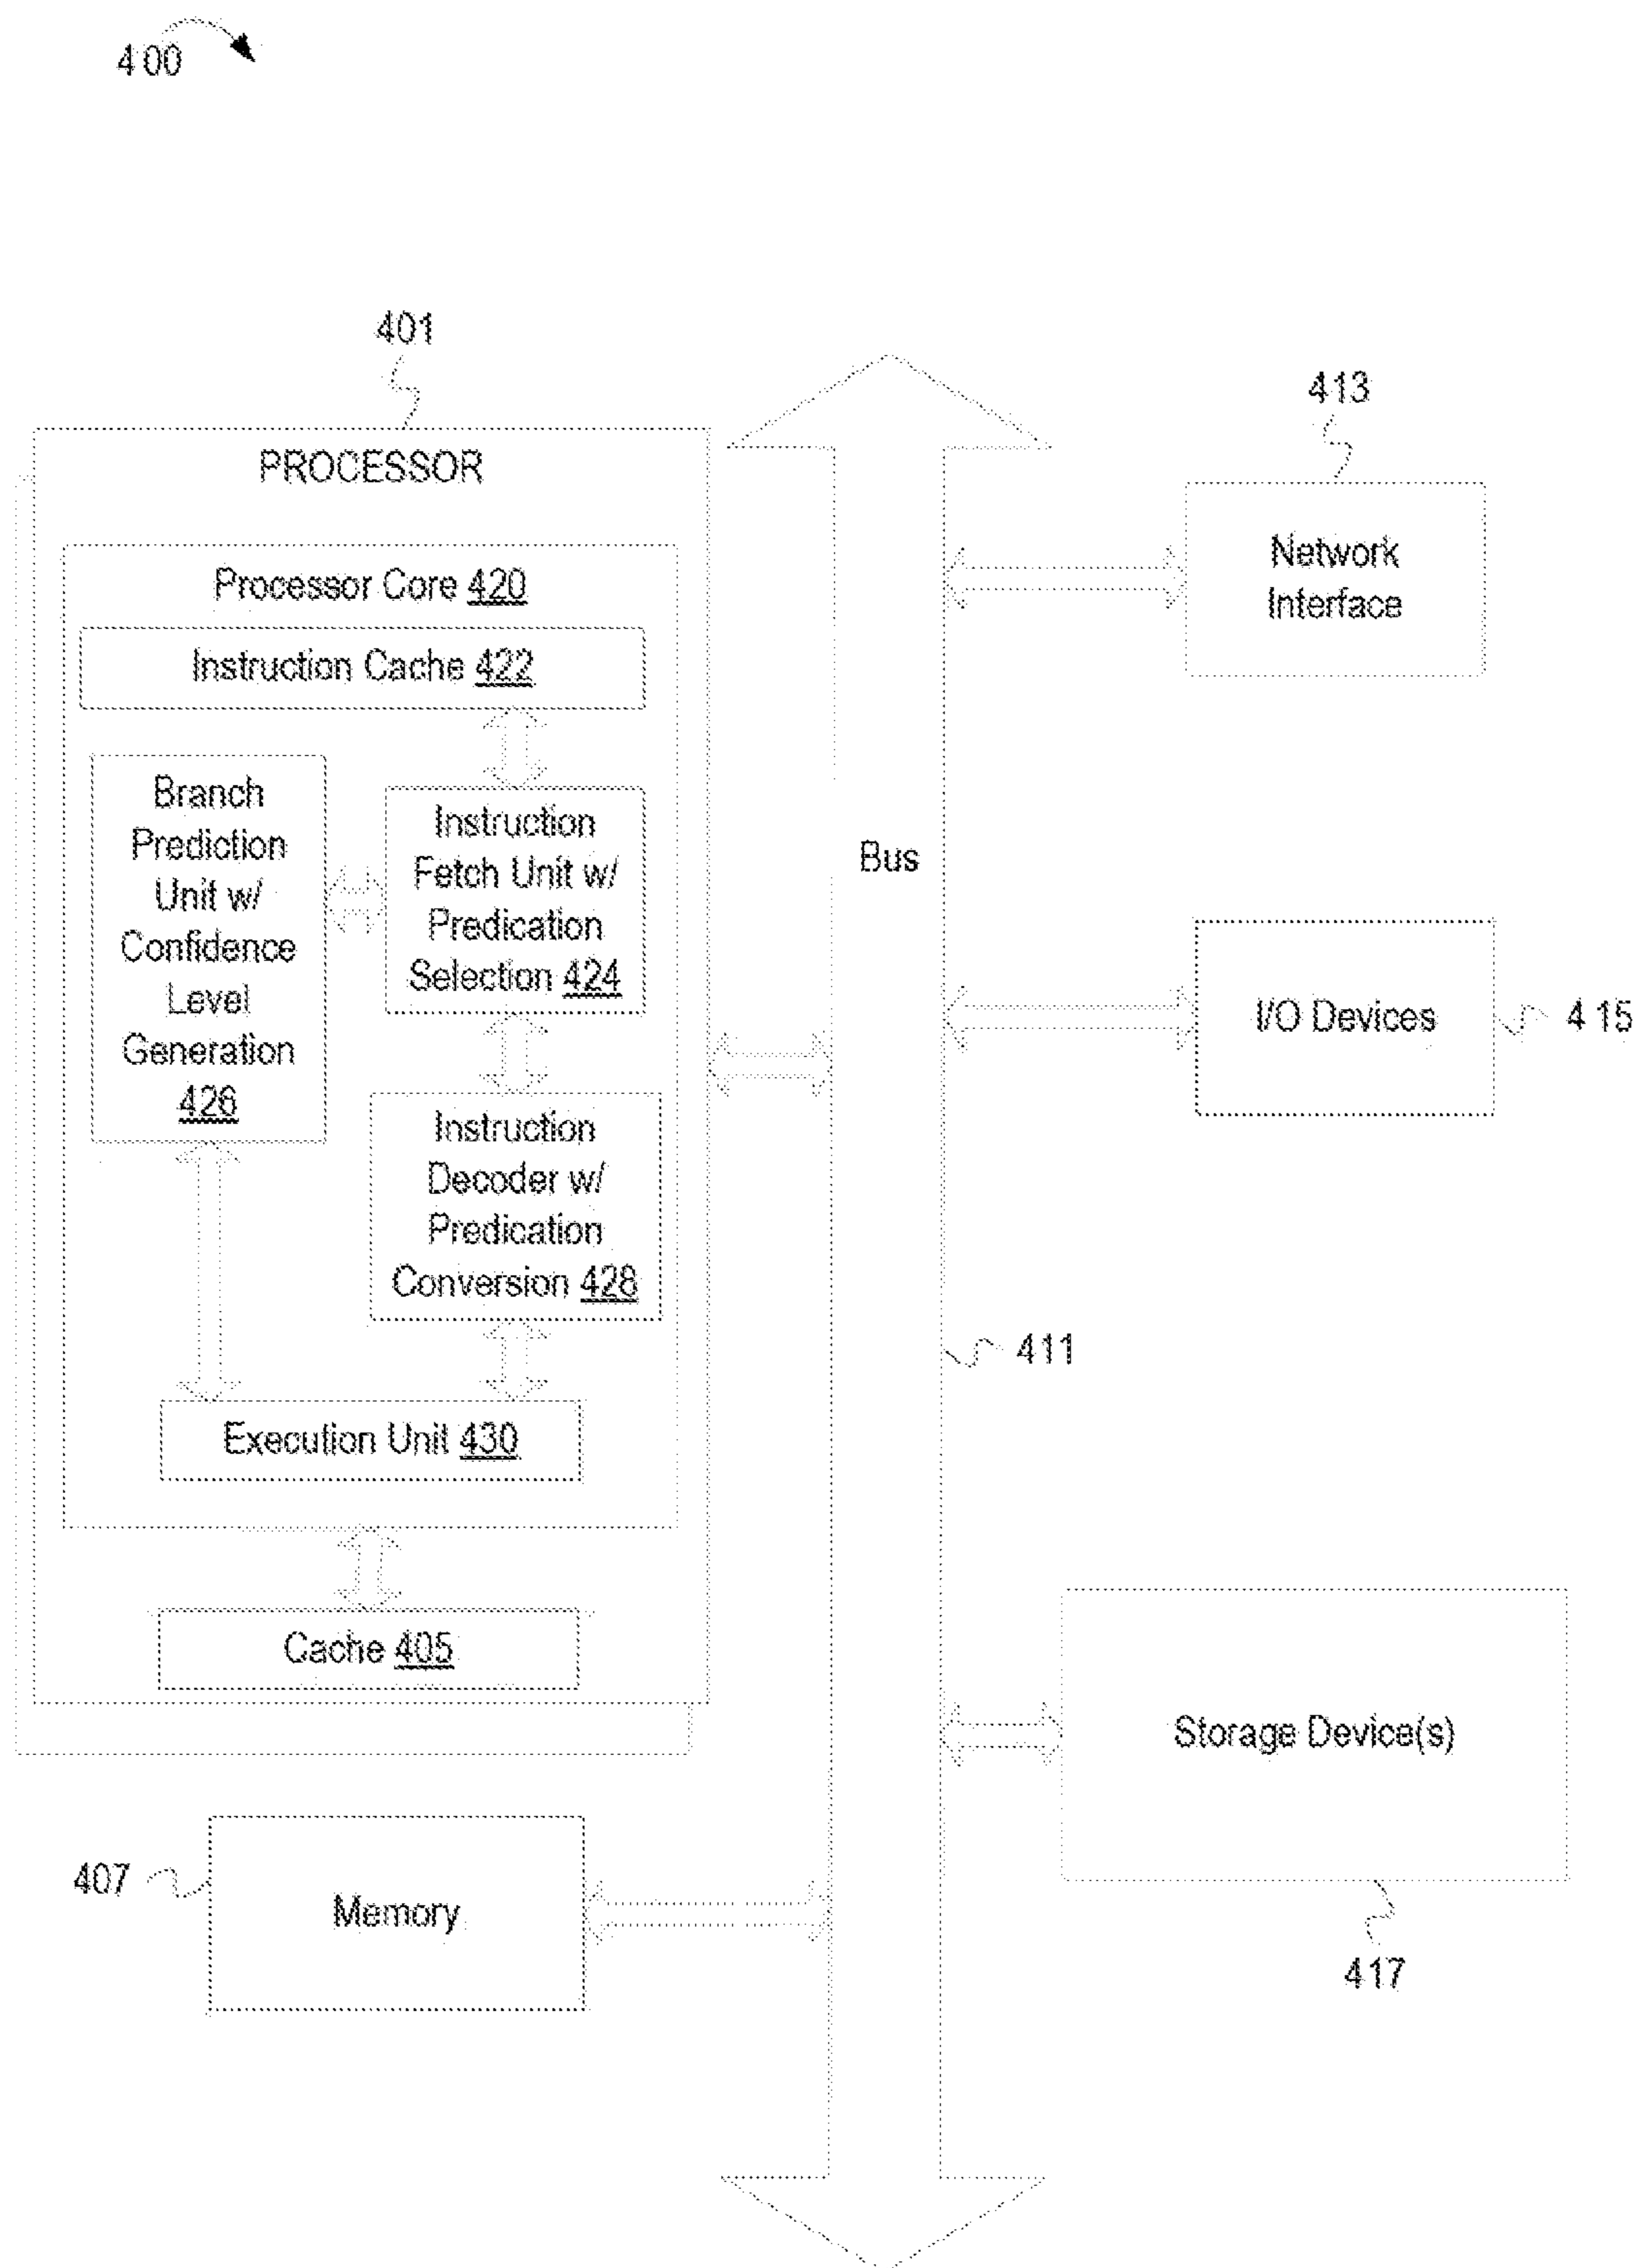 400
401
PROCESSOR
Processor Core 420
Instruction Cache 422
Branch
Prediction
Unit w/
Confidence
Level
Generation
426
Instruction
Fetch Unit w/
Predication
Selection 424
Instruction
Decoder w/
Predication
Conversion 428
Execution Unit 430
Cache 405
407
Memory
Bus
411
413
Network
Interface
I/O Devices
415
Storage Device(s)
417